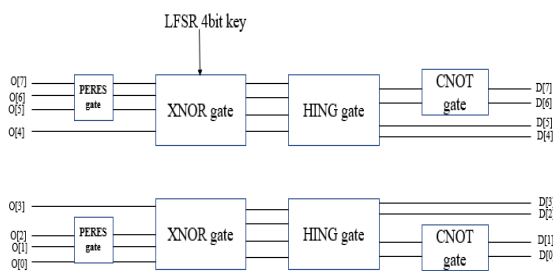 LFSR 4bit key
O[7]
O[6]
O[5]
O[4]
PERES
gate
XNOR gate
HING gate
CNOT
gate
D[7]
D[6]
D[5]
D[4]
O[3]
O[2]
O[1]
O[0]
PERES
gate
XNOR gate
HING gate
CNOT
gate
D[3]
D[2]
D[1]
D[0]